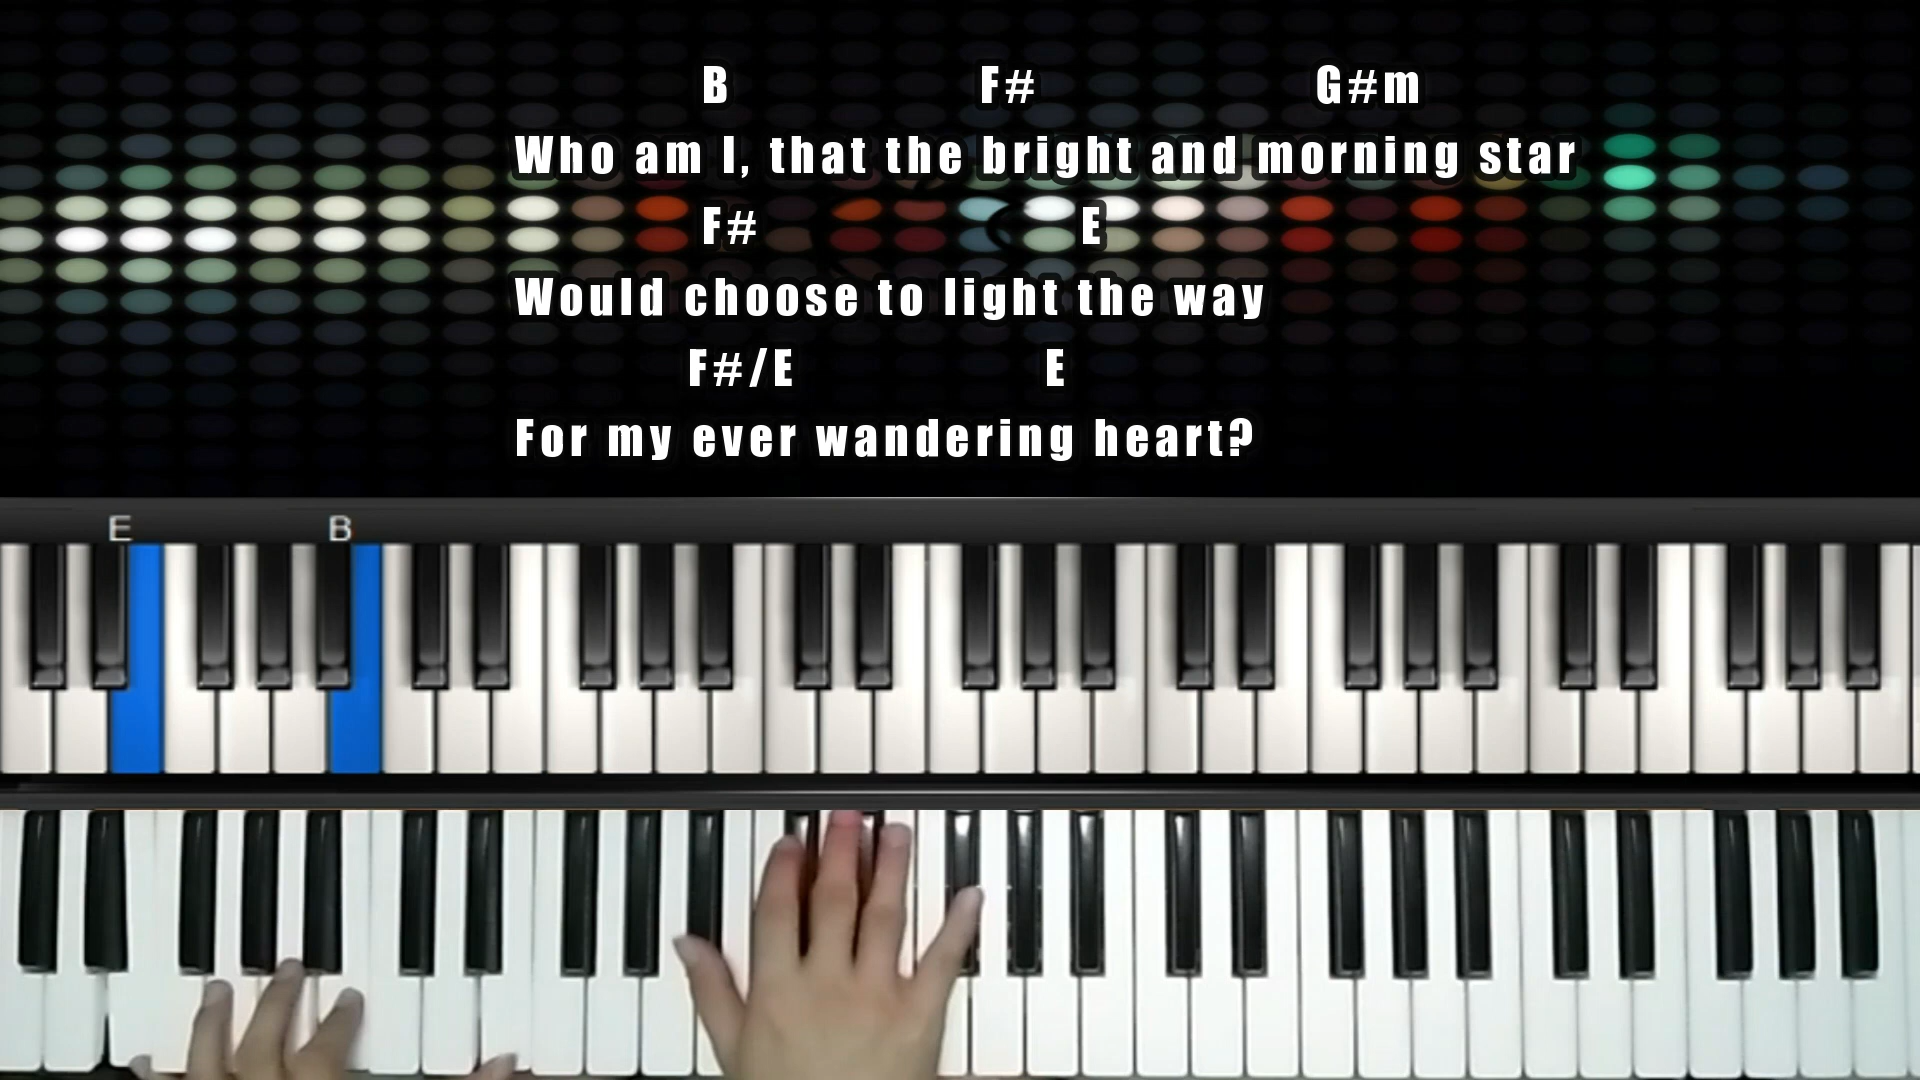 B F# G#m
Who am I, that the bright and morning star
F# E
Would choose to light the way
F#/E E
For my ever wandering heart?
E B